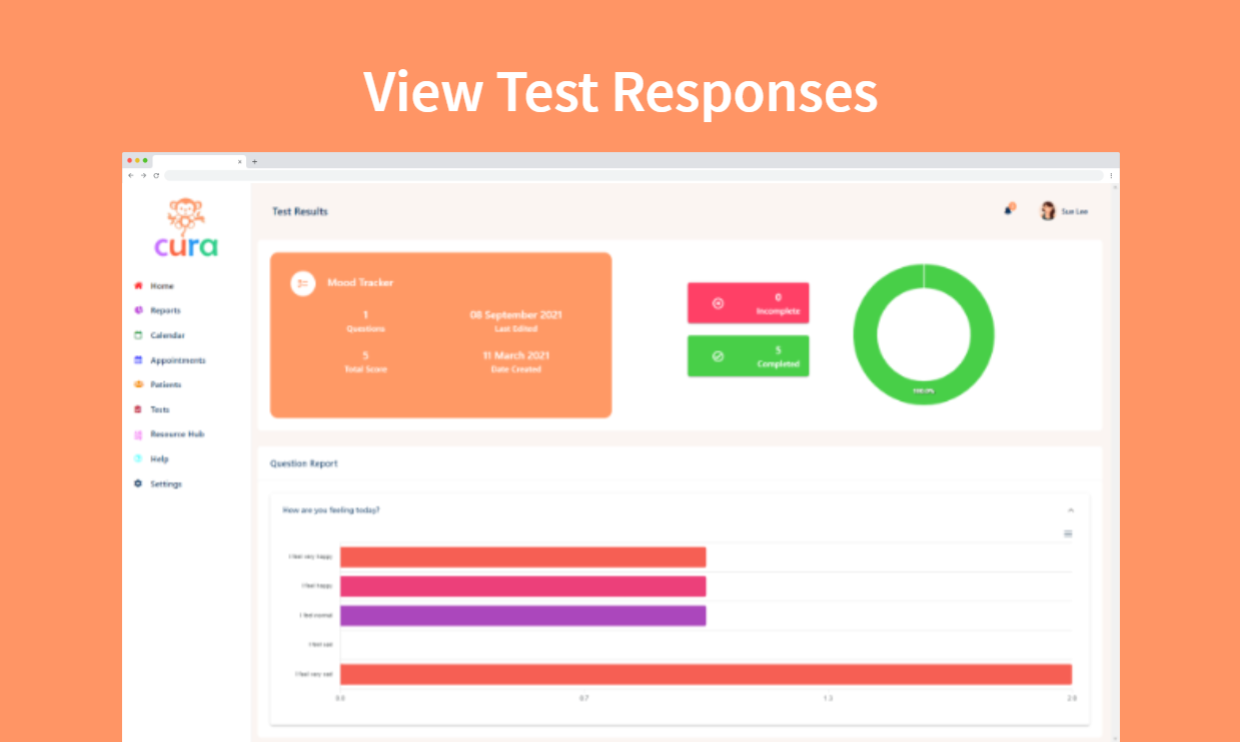 View Test Responses
Test Results
Sue Lee
cura
Home
Reports
Calendar
Appointments
Patients
Tests
Resource Hub
Help
Settings
Mood Tracker
1
Questions
08 September 2021
Last Edited
5
Total Score
11 March 2021
Date Created
0
Incomplete
5
Completed
100.0%
Question Report
How are you feeling today?
I feel very happy
I feel happy
I feel normal
I feel sad
I feel very sad
0.0 0.7 1.3 2.0